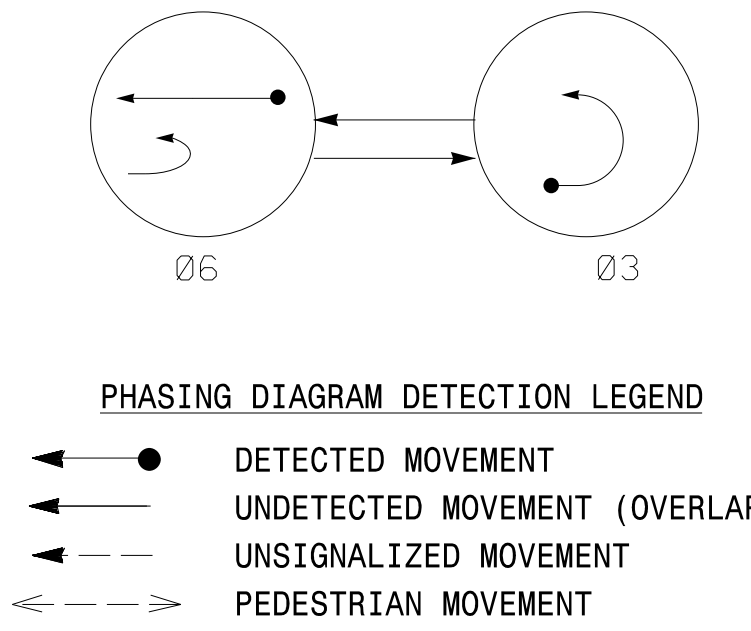 Ø6
Ø3
PHASING DIAGRAM DETECTION LEGEND
DETECTED MOVEMENT
UNDETECTED MOVEMENT (OVERLAP
UNSIGNALIZED MOVEMENT
PEDESTRIAN MOVEMENT